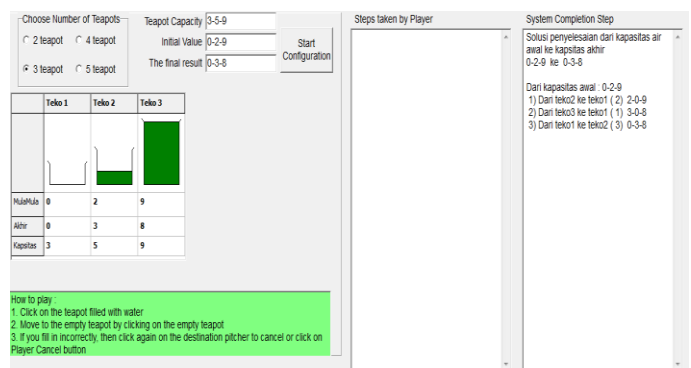 Choose Number of Teapots
2 teapot
4 teapot
3 teapot
5 teapot
Teapot Capacity 3-5-9
Initial Value 0-2-9
The final result 0-3-8
Start Configuration
Teko 1 Teko 2 Teko 3
MulaMula 0 2 9
Akhir 0 3 8
Kapsitas 3 5 9
How to play :
1. Click on the teapot filled with water
2. Move to the empty teapot by clicking on the empty teapot
3. If you fill in incorrectly, then click again on the destination pitcher to cancel or click on
Player Cancel button
Steps taken by Player
System Completion Step
Solusi penyelesaian dari kapasitas air
awal ke kapsitas akhir
0-2-9 ke 0-3-8
Dari kapasitas awal : 0-2-9
1) Dari teko2 ke teko1 ( 2) 2-0-9
2) Dari teko3 ke teko1 ( 1) 3-0-8
3) Dari teko1 ke teko2 ( 3) 0-3-8